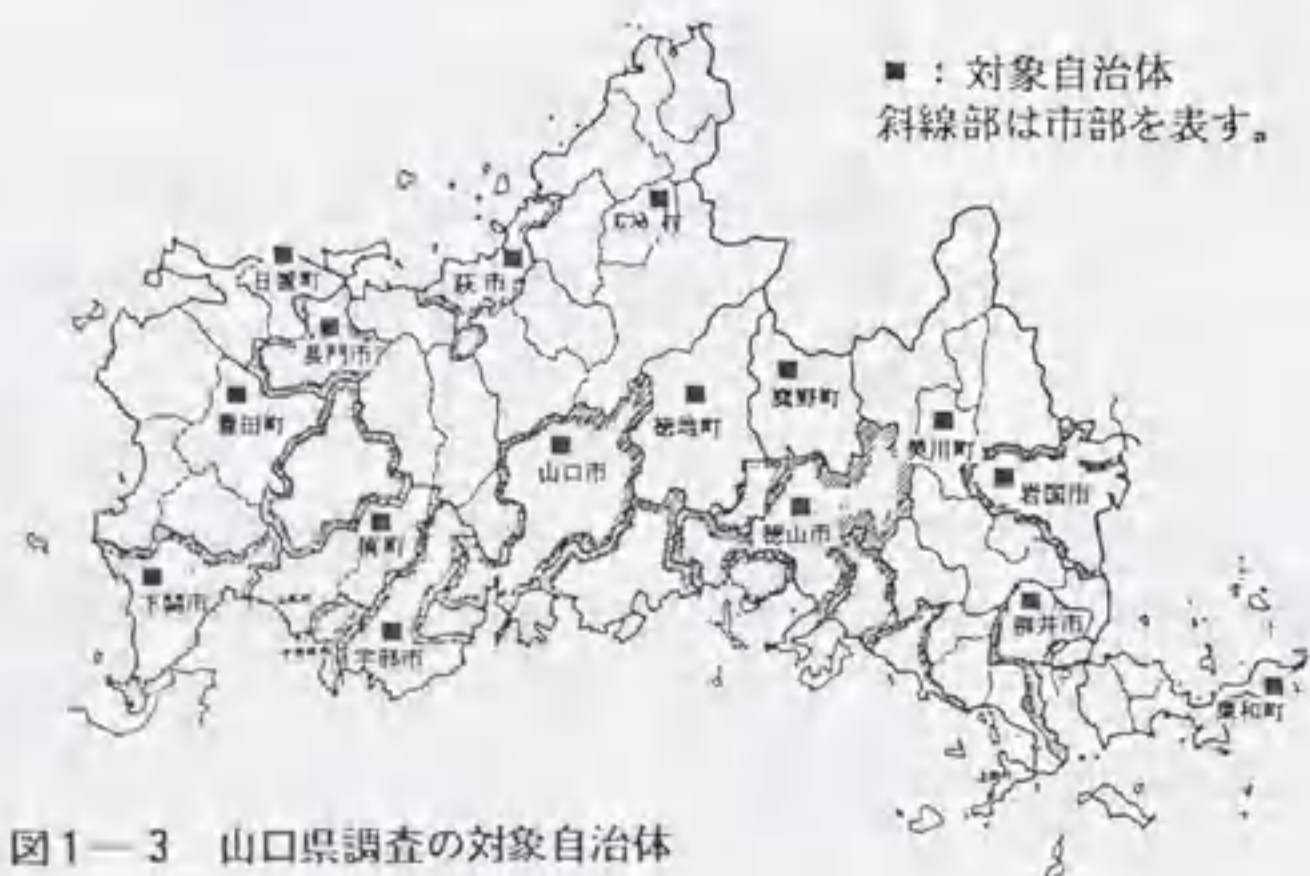 ■：対象自治体
斜線部は市部を表す。
日置町
萩市
長門市
豊田町
山口市
徳地町
鹿野町
美川町
岩国市
徳山市
楠町
下関市
宇部市
柳井市
東和町
図1―3　山口県調査の対象自治体